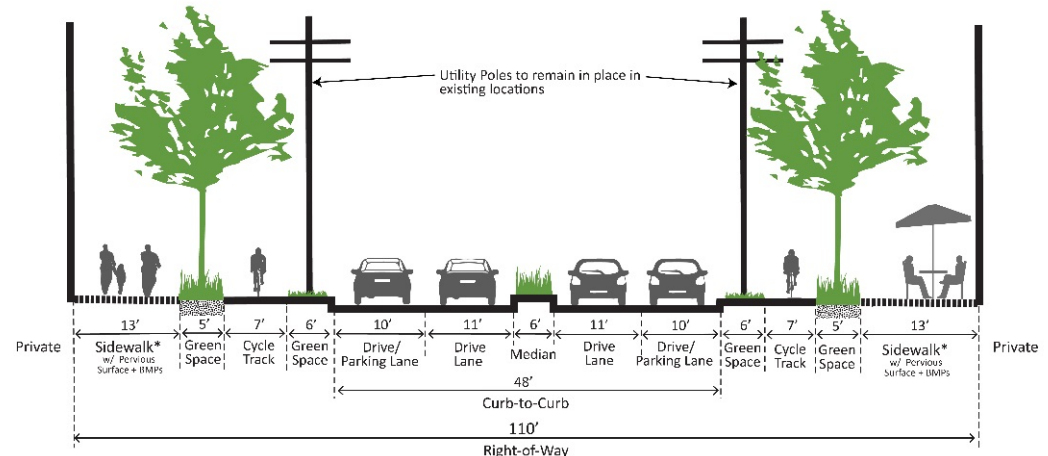 Utility Poles to remain in place in
existing locations
13’ 5’ 7’ 6’ 10’ 11’ 6’ 11’ 10’ 6’ 7’ 5’ 13’
Private
Sidewalk*
w/ Pervious
Surface + BMPs
Green
Space
Cycle
Track
Green
Space
Drive/
Parking Lane
Drive
Lane
Median
Drive
Lane
Drive/
Parking Lane
Green
Space
Cycle
Track
Green
Space
Sidewalk*
w/ Pervious
Surface + BMPs
Private
48’
Curb-to-Curb
110’
Right-of-Way